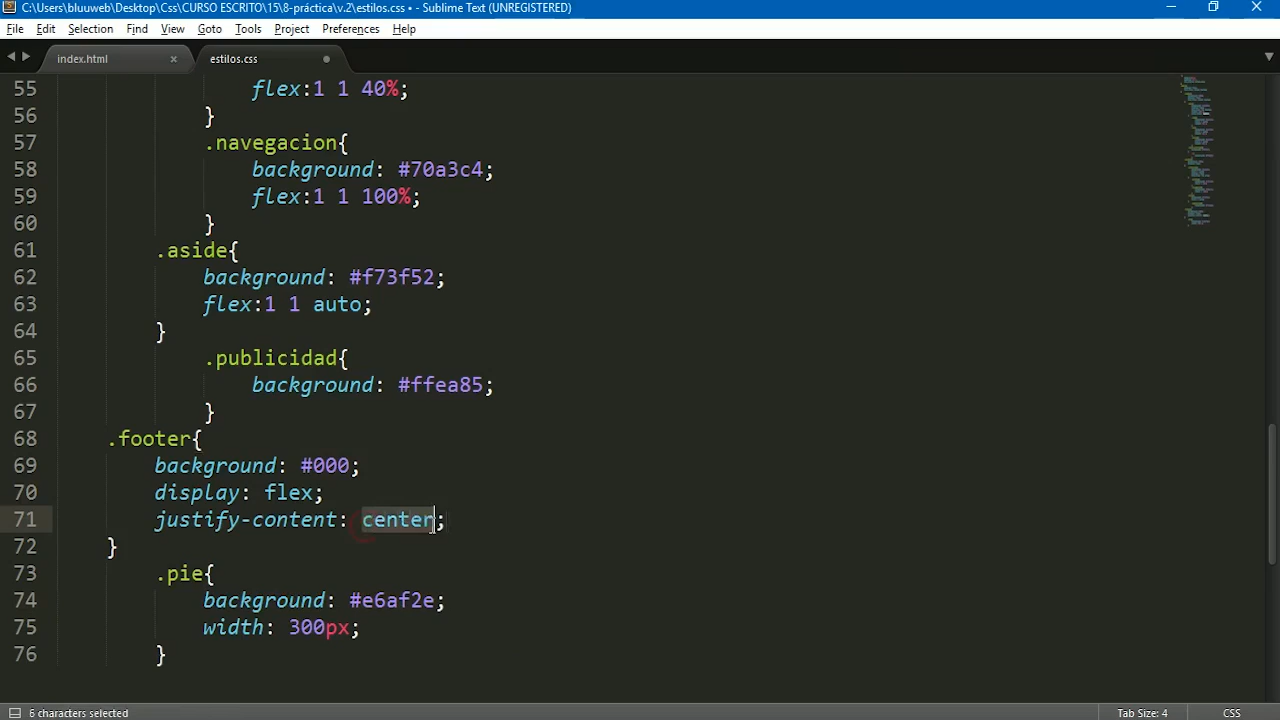 C:\Users\bluuweb\Desktop\Css\CURSO ESCRITO\15\8-práctica\v.2\estilos.css • - Sublime Text (UNREGISTERED)
File Edit Selection Find View Goto Tools Project Preferences Help
index.html × estilos.css
55 flex:1 1 40%;
56 }
57 .navegacion{
58 background: #70a3c4;
59 flex:1 1 100%;
60 }
61 .aside{
62 background: #f73f52;
63 flex:1 1 auto;
64 }
65 .publicidad{
66 background: #ffea85;
67 }
68 .footer{
69 background: #000;
70 display: flex;
71 justify-content: center;
72 }
73 .pie{
74 background: #e6af2e;
75 width: 300px;
76 }
6 characters selected Tab Size: 4 CSS